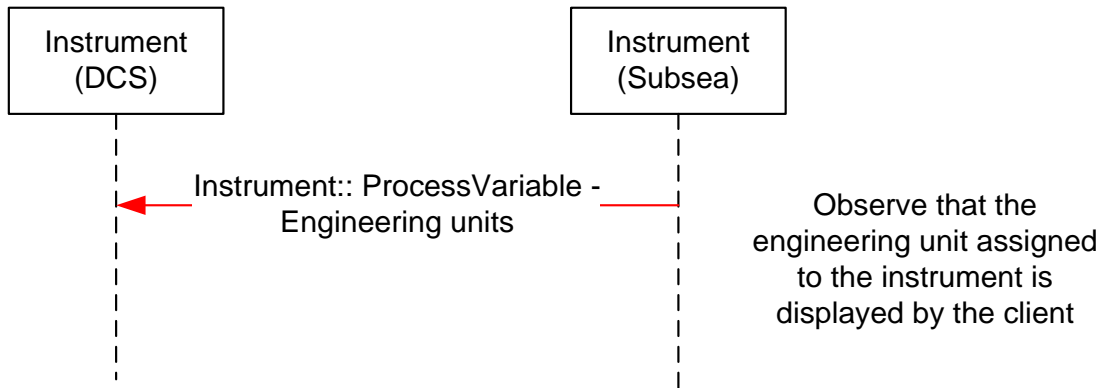 Instrument
(DCS)
Instrument
(Subsea)
Instrument:: ProcessVariable -
Engineering units
Observe that the
engineering unit assigned
to the instrument is
displayed by the client